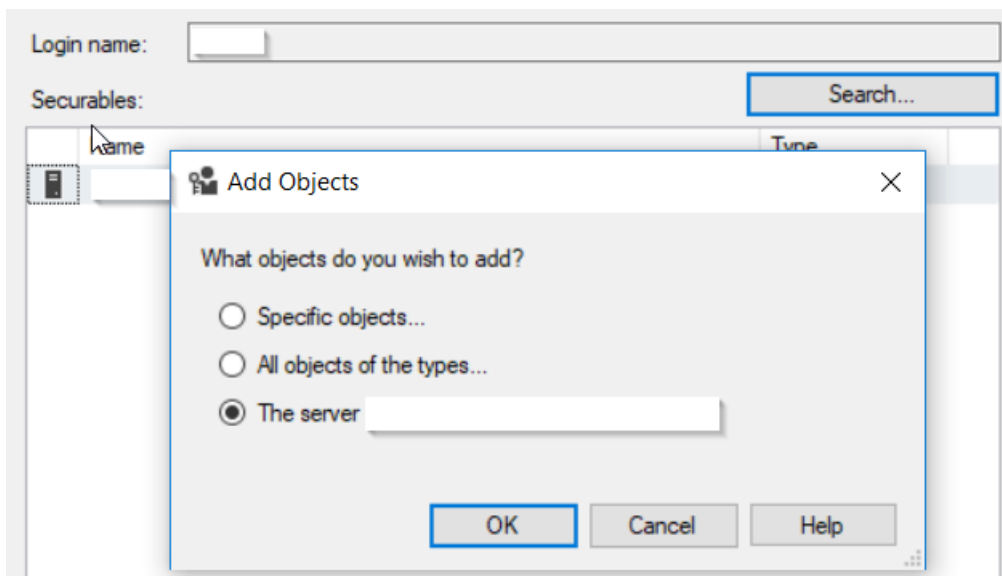 Login name:
Securables:
Search...
Name
Type
Add Objects
What objects do you wish to add?
Specific objects...
All objects of the types...
The server
OK
Cancel
Help